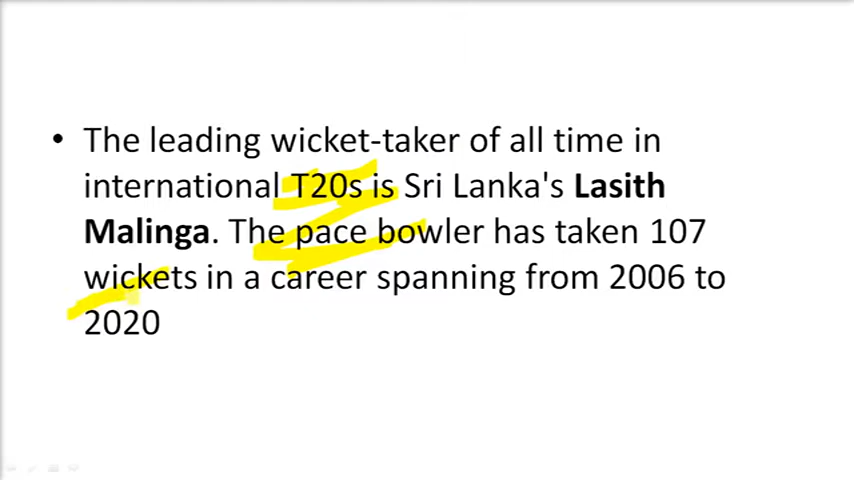 • The leading wicket-taker of all time in
international T20s is Sri Lanka's Lasith
Malinga. The pace bowler has taken 107
wickets in a career spanning from 2006 to
2020